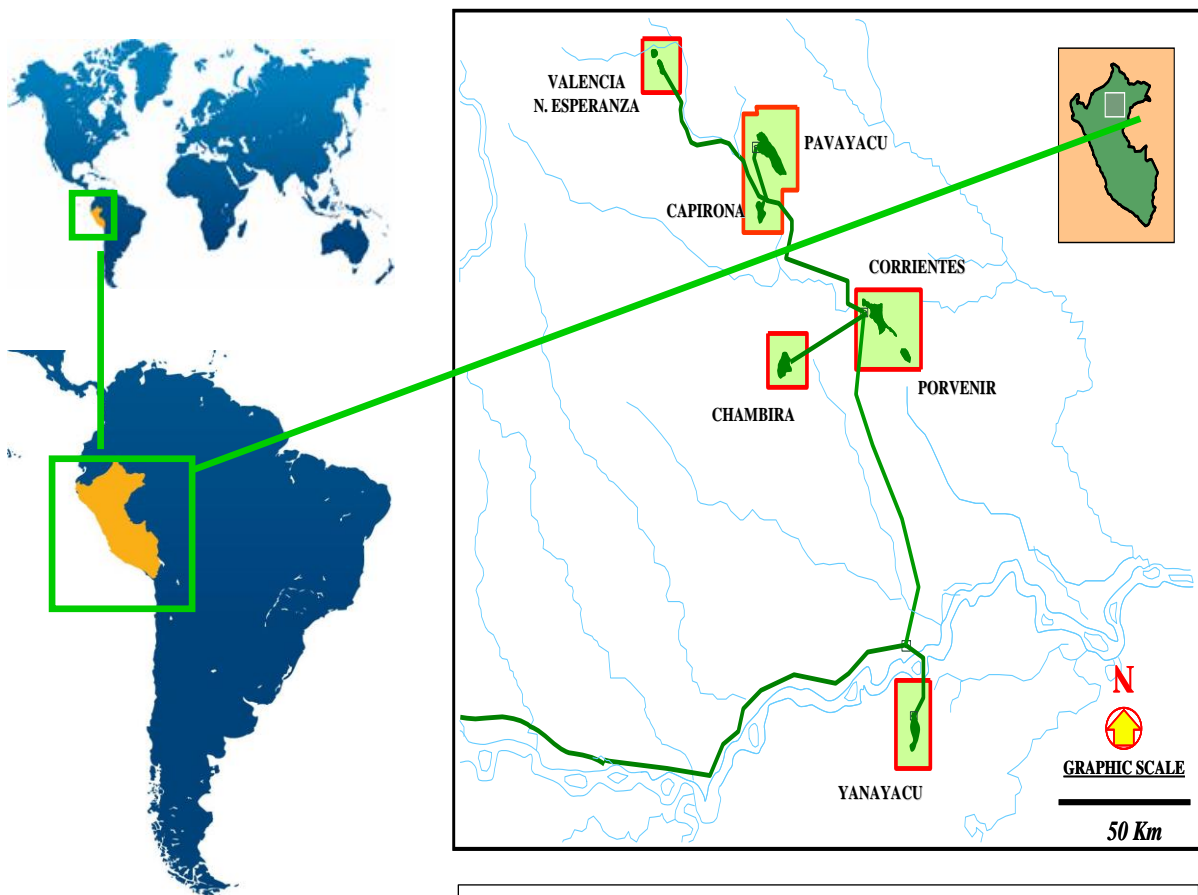 VALENCIA
N. ESPERANZA
PAVAYACU
CAPIRONA
CORRIENTES
PORVENIR
CHAMBIRA
N
GRAPHIC SCALE
YANAYACU
50 Km